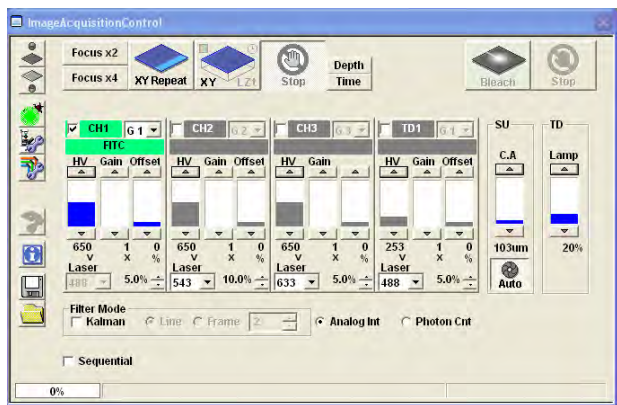 ImageAcquisitionControl
Focus x2
Focus x4
XY Repeat
XY
LZt
Stop
Depth
Time
Bleach
Stop
CH1 G 1 CH2 G 2 CH3 G 3 TD1 G 1 SU TD
FITC
HV Gain Offset HV Gain Offset HV Gain HV Gain Offset C.A Lamp
650 1 0 650 1 0 650 1 0 253 1 0 103um 20%
V X % V X % V X % V X %
Laser Laser Laser Laser
488 5.0% 543 10.0% 633 5.0% 488 5.0% Auto
Filter Mode
Kalman Line Frame 2 Analog Int Photon Cnt
Sequential
0%